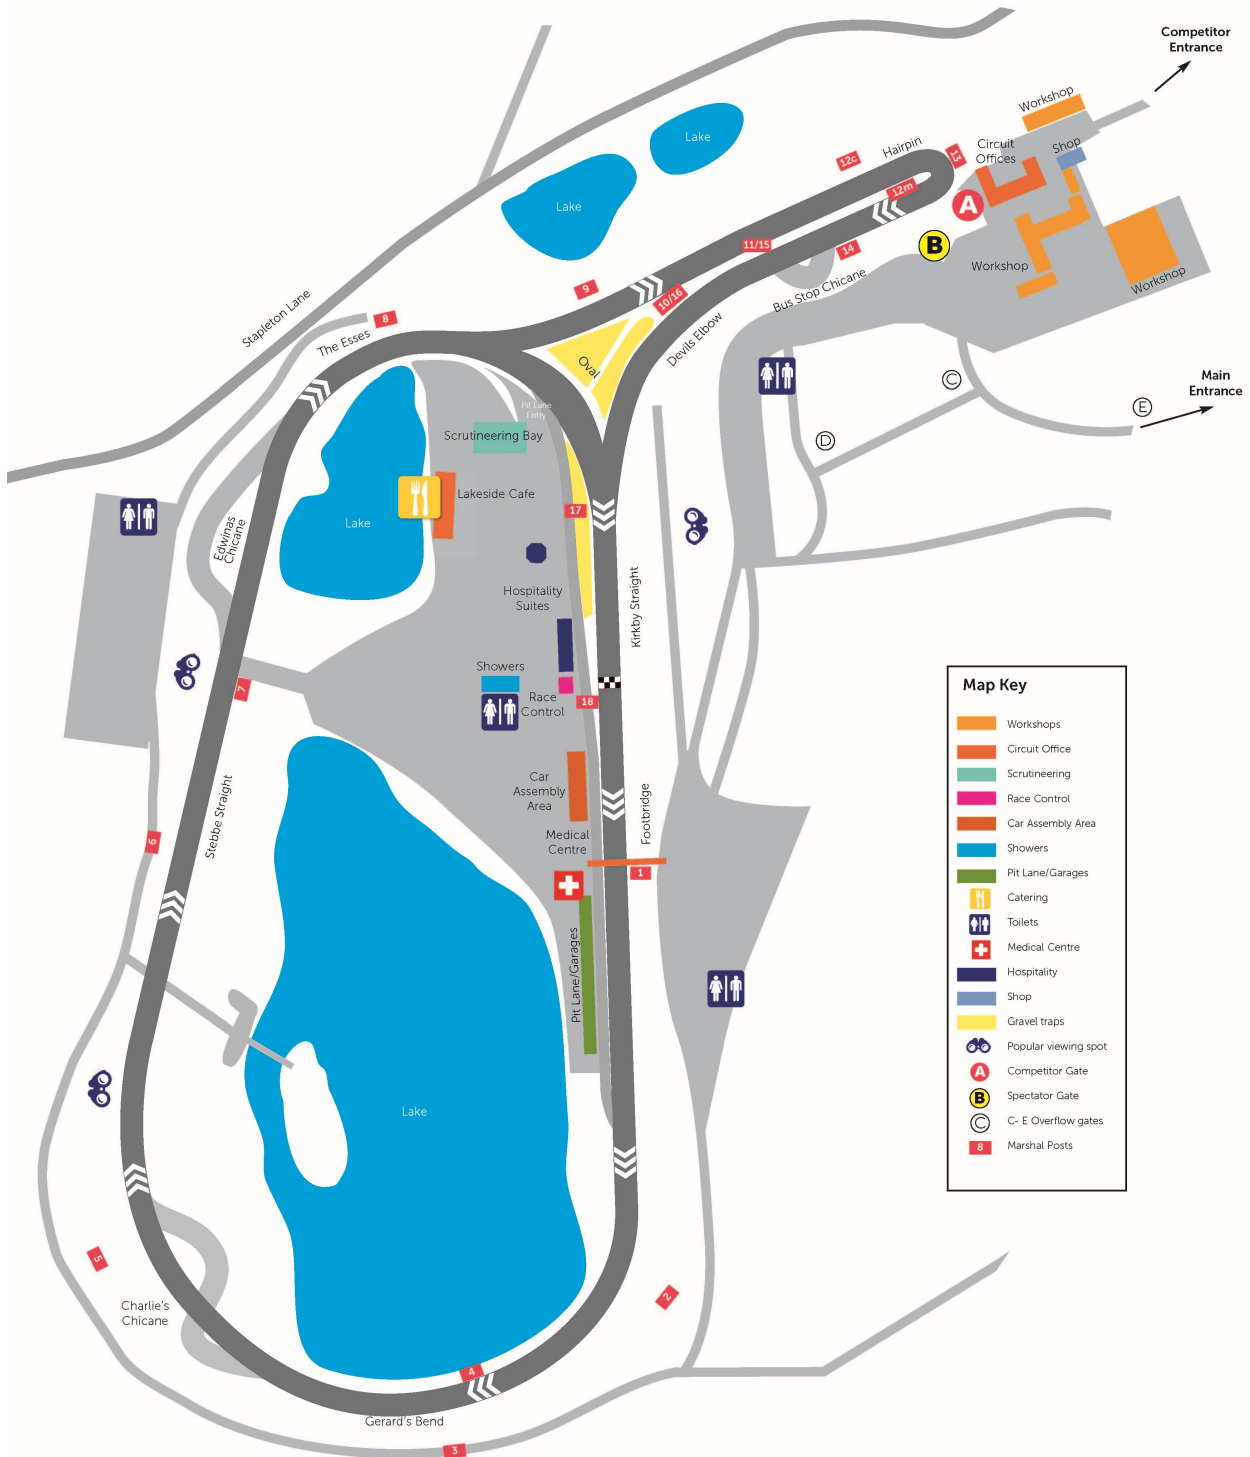 Competitor
Entrance
Workshop
Lake
Hairpin
Circuit
Offices
Shop
12c
13
12m
A
Lake
B
11/15
14
Workshop
Workshop
Bus Stop Chicane
9
10/16
Stapleton Lane
8
The Esses
Devils Elbow
Oval
Main
Entrance
C
E
D
Pit Lane
Entry
Scrutineering Bay
Lakeside Cafe
Lake
17
Edwinas
Chicane
Hospitality
Suites
Kirkby Straight
Showers
Race
Control
18
7
Stebbe Straight
6
Car
Assembly
Area
Medical
Centre
Footbridge
1
Pit Lane/Garages
Lake
5
Charlie's
Chicane
2
4
Gerard's Bend
3
Map Key
Workshops
Circuit Office
Scrutineering
Race Control
Car Assembly Area
Showers
Pit Lane/Garages
Catering
Toilets
Medical Centre
Hospitality
Shop
Gravel traps
Popular viewing spot
A Competitor Gate
B Spectator Gate
C C- E Overflow gates
8 Marshal Posts